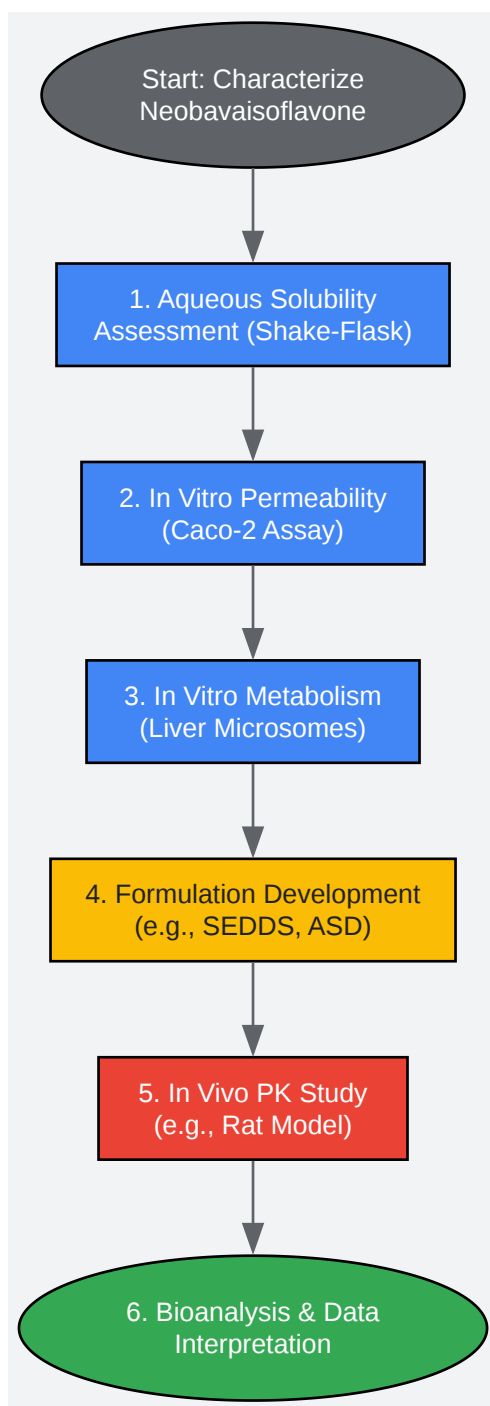 Start: Characterize
Neobavaisoflavone
1. Aqueous Solubility
Assessment (Shake-Flask)
2. In Vitro Permeability
(Caco-2 Assay)
3. In Vitro Metabolism
(Liver Microsomes)
4. Formulation Development
(e.g., SEDDS, ASD)
5. In Vivo PK Study
(e.g., Rat Model)
6. Bioanalysis & Data
Interpretation